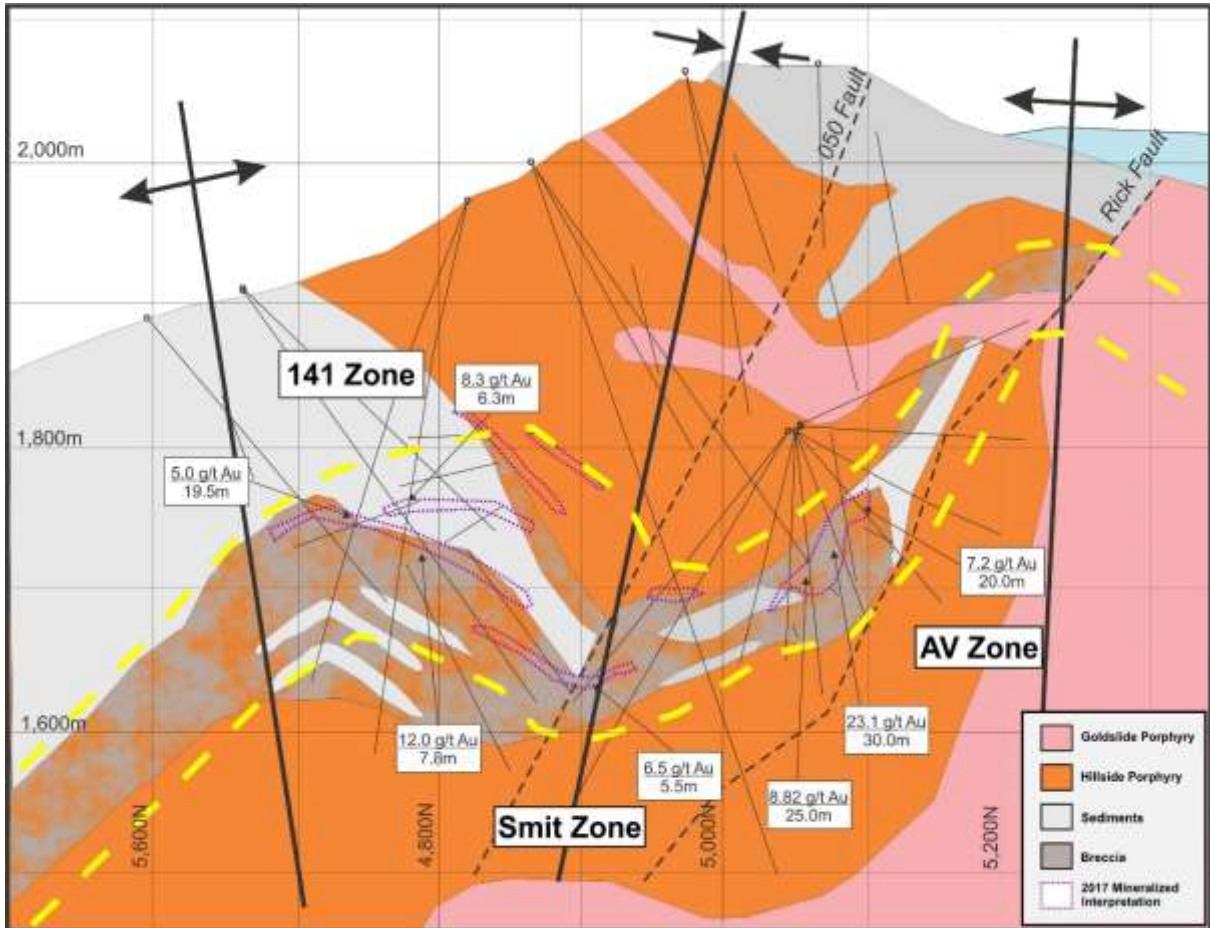 050 Fault
2,000m
Rick Fault
141 Zone
8.3 g/t Au
6.3m
1,800m
5.0 g/t Au
19.5m
7.2 g/t Au
20.0m
AV Zone
1,600m
12.0 g/t Au
7.8m
23.1 g/t Au
30.0m
6.5 g/t Au
5.5m
8.82 g/t Au
25.0m
Smit Zone
5,600N
4,800N
5,000N
5,200N
Goldslide Porphyry
Hillside Porphyry
Sediments
Breccia
2017 Mineralized
Interpretation